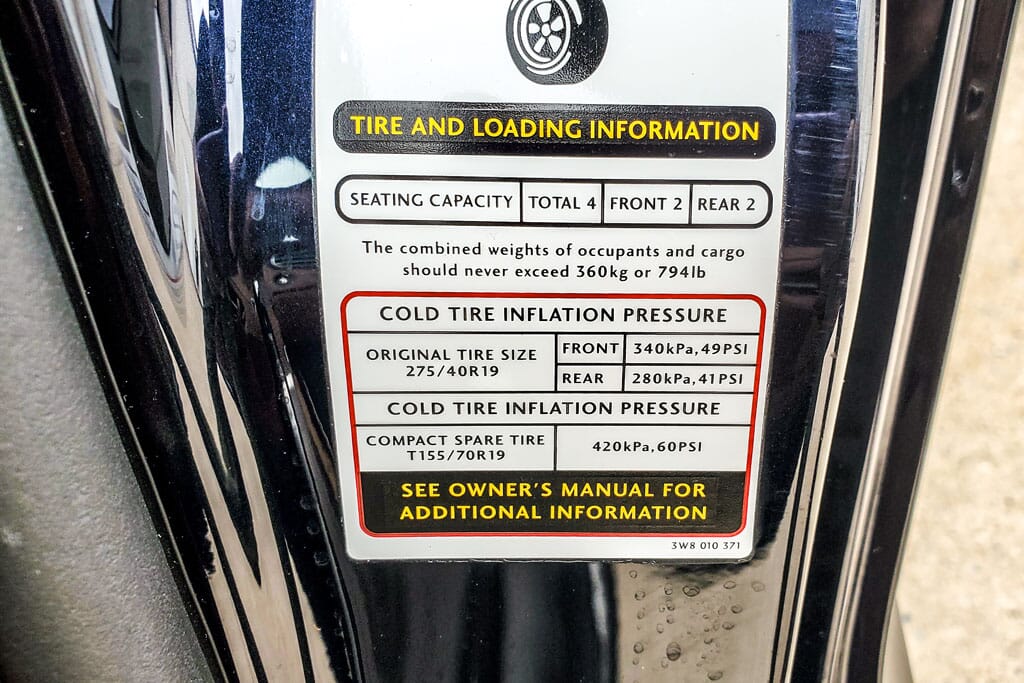 TIRE AND LOADING INFORMATION
SEATING CAPACITY TOTAL 4 FRONT 2 REAR 2
The combined weights of occupants and cargo
should never exceed 360kg or 794lb
COLD TIRE INFLATION PRESSURE
ORIGINAL TIRE SIZE
275/40R19
FRONT 340kPa,49PSI
REAR 280kPa,41PSI
COLD TIRE INFLATION PRESSURE
COMPACT SPARE TIRE
T155/70R19
420kPa,60PSI
SEE OWNER'S MANUAL FOR
ADDITIONAL INFORMATION
3W8 010 371